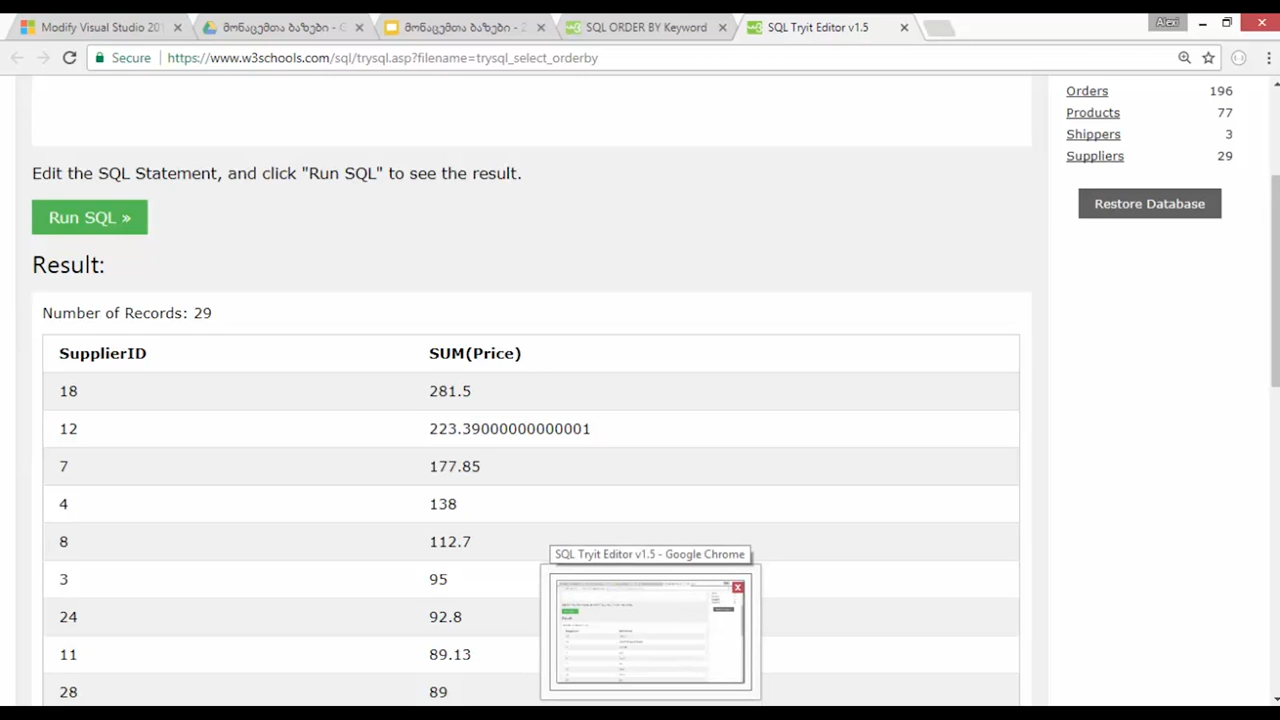 Modify Visual Studio 201
მონაცემთა ბაზები - G
მონაცემთა ბაზები - 2
SQL ORDER BY Keyword
SQL Tryit Editor v1.5
Alexi
Secure
https://www.w3schools.com/sql/trysql.asp?filename=trysql_select_orderby
Orders 196
Products 77
Shippers 3
Suppliers 29
Restore Database
Edit the SQL Statement, and click "Run SQL" to see the result.
Run SQL »
Result:
Number of Records: 29
SupplierID SUM(Price)
18 281.5
12 223.39000000000001
7 177.85
4 138
8 112.7
3 95
24 92.8
11 89.13
28 89
SQL Tryit Editor v1.5 - Google Chrome